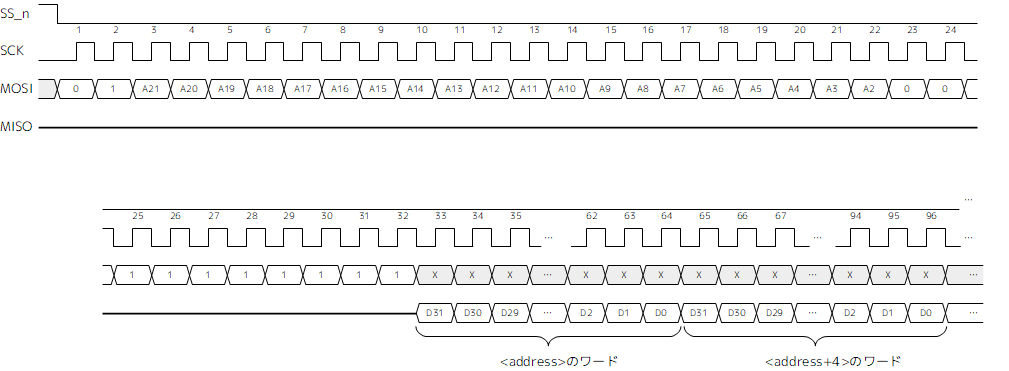 SS_n
1 2 3 4 5 6 7 8 9 10 11 12 13 14 15 16 17 18 19 20 21 22 23 24
SCK
MOSI 0 1 A21 A20 A19 A18 A17 A16 A15 A14 A13 A12 A11 A10 A9 A8 A7 A6 A5 A4 A3 A2 0 0
MISO
…
25 26 27 28 29 30 31 32 33 34 35 62 63 64 65 66 67 94 95 96
… … …
1 1 1 1 1 1 1 1 X X X … X X X X X X … X X X …
D31 D30 D29 … D2 D1 D0 D31 D30 D29 … D2 D1 D0 …
<address>のワード <address+4>のワード